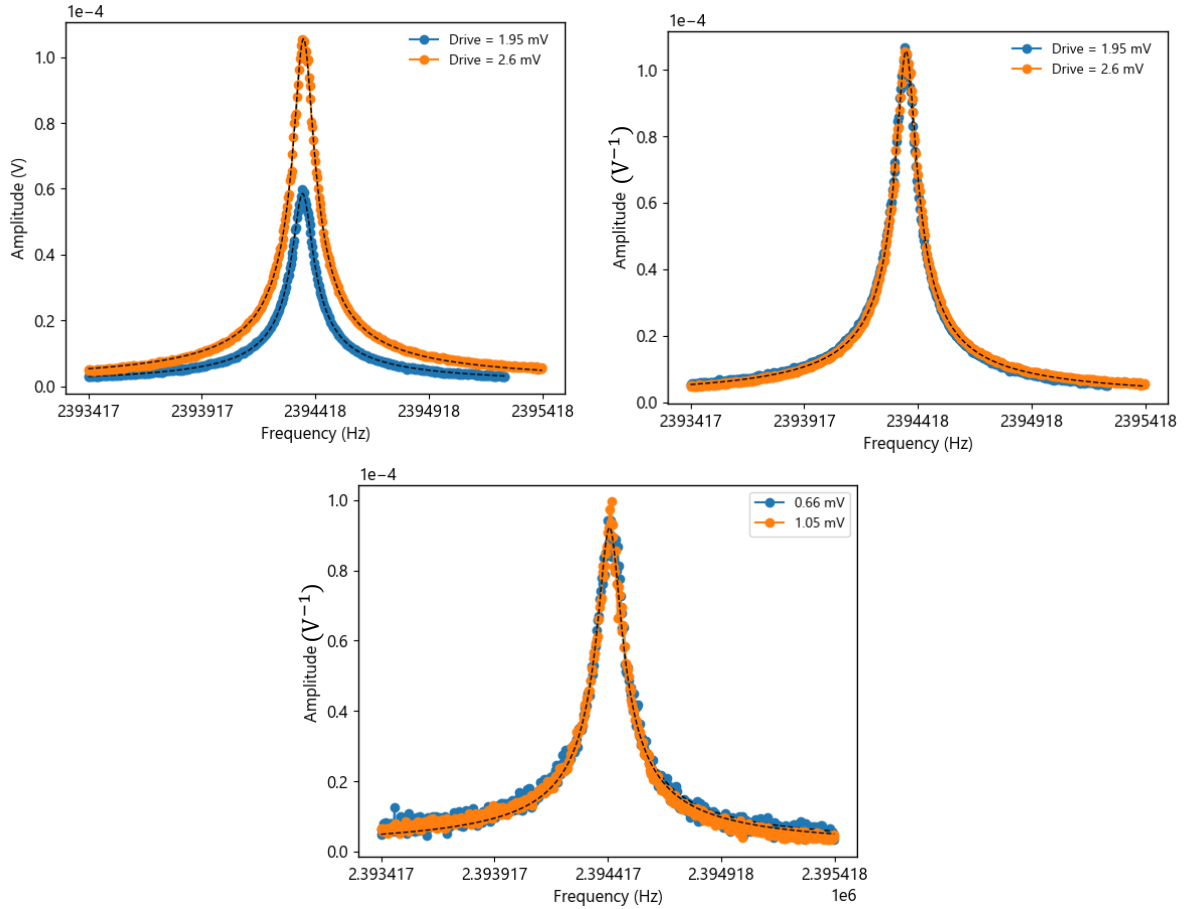 1e−4
Drive = 1.95 mV
Drive = 2.6 mV
1.0
0.8
0.6
0.4
0.2
0.0
Amplitude (V)
2393417 2393917 2394418 2394918 2395418
Frequency (Hz)
1e−4
Drive = 1.95 mV
Drive = 2.6 mV
1.0
0.8
0.6
0.4
0.2
0.0
Amplitude (V⁻¹)
2393417 2393917 2394418 2394918 2395418
Frequency (Hz)
1e−4
0.66 mV
1.05 mV
1.0
0.8
0.6
0.4
0.2
0.0
Amplitude (V⁻¹)
2.393417 2.393917 2.394417 2.394918 2.395418
Frequency (Hz)
1e6